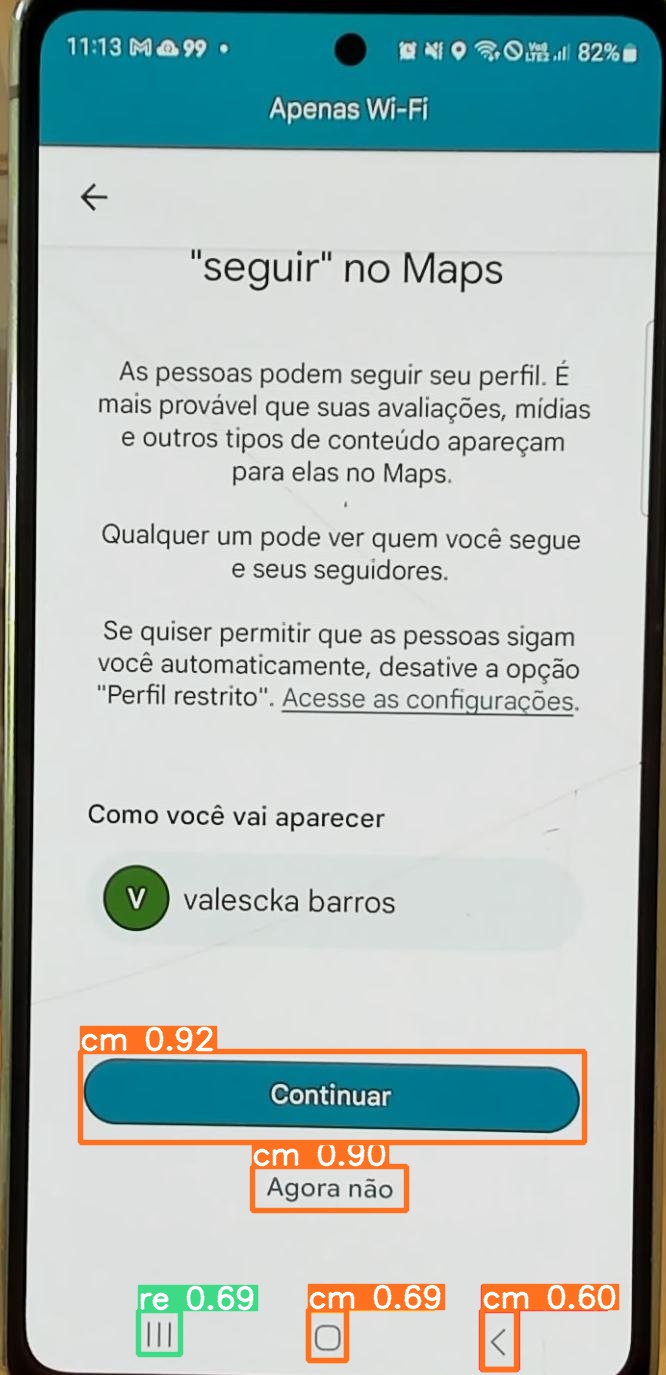 11:13 M 99 •
VoD LTE2 82%
Apenas Wi-Fi
"seguir" no Maps
As pessoas podem seguir seu perfil. É
mais provável que suas avaliações, mídias
e outros tipos de conteúdo apareçam
para elas no Maps.
Qualquer um pode ver quem você segue
e seus seguidores.
Se quiser permitir que as pessoas sigam
você automaticamente, desative a opção
"Perfil restrito". Acesse as configurações.
Como você vai aparecer
V valescka barros
cm 0.92
Continuar
cm 0.90
Agora não
re 0.69 cm 0.69 cm 0.60